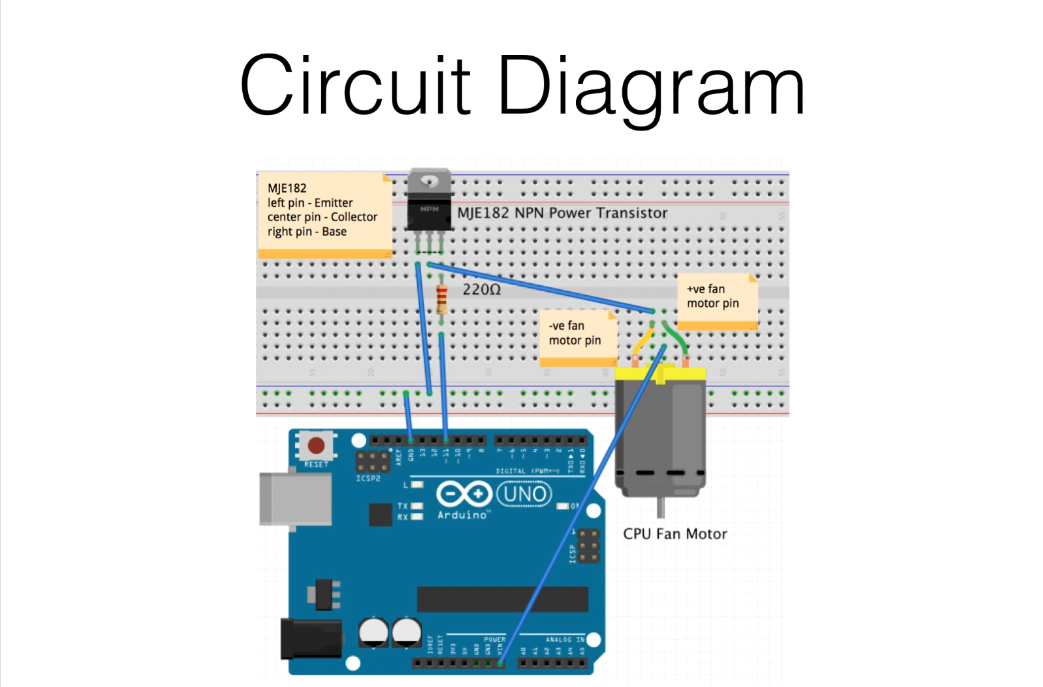 Circuit Diagram
MJE182
left pin - Emitter
center pin - Collector
right pin - Base
NPN
MJE182 NPN Power Transistor
220Ω
+ve fan
motor pin
-ve fan
motor pin
CPU Fan Motor
RESET
ICSP2
AREF
GND
13
12
~11
~10
~9
8
7
~6
~5
4
~3
2
TXD▸1
RXD◂0
DIGITAL (PWM=~)
L
TX
RX
UNO
Arduino™
ON
1
ICSP
IOREF
RESET
3V3
5V
GND
GND
VIN
POWER
ANALOG IN
A0
A1
A2
A3
A4
A5